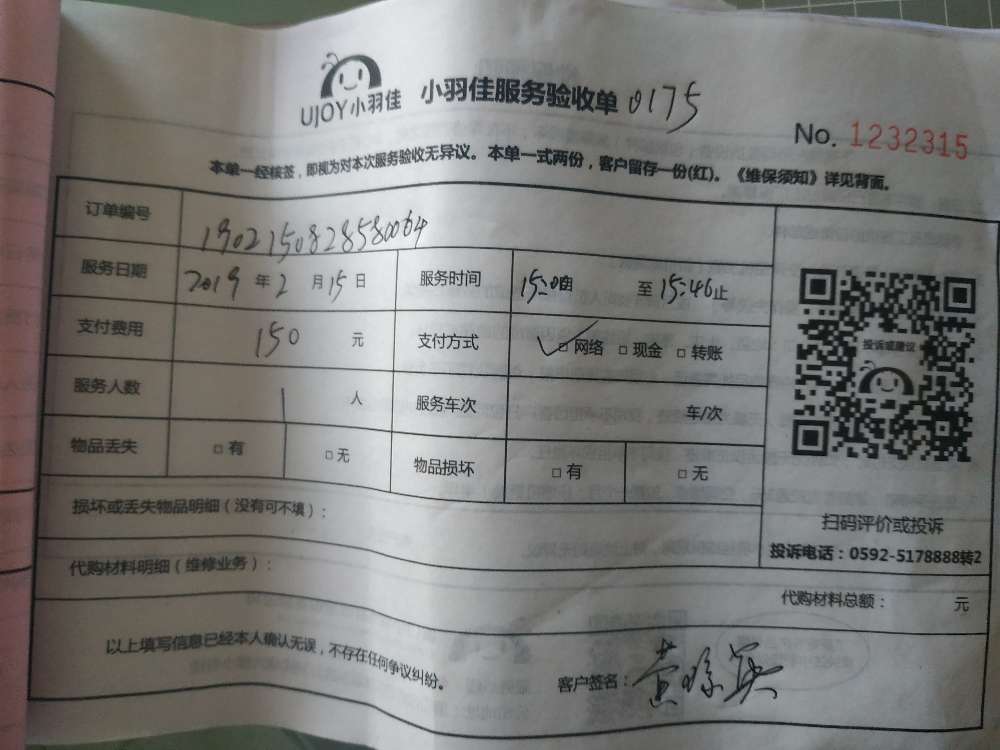 UJOY小羽佳 小羽佳服务验收单 0175
No. 1232315
本单一经核签，即视为对本次服务验收无异议。本单一式两份，客户留存一份(红)。《维保须知》详见背面。
订单编号 1902150828580064
服务日期 2019 年 2 月 15 日 服务时间 15:00由 至 15:46止
支付费用 150 元 支付方式 □网络 □现金 □转账
服务人数 1 人 服务车次 车/次
物品丢失 □有 □无 物品损坏 □有 □无
投诉或建议
扫码评价或投诉
投诉电话：0592-5178888转2
损坏或丢失物品明细（没有可不填）：
代购材料明细（维修业务）：
代购材料总额： 元
以上填写信息已经本人确认无误，不存在任何争议纠纷。
客户签名：